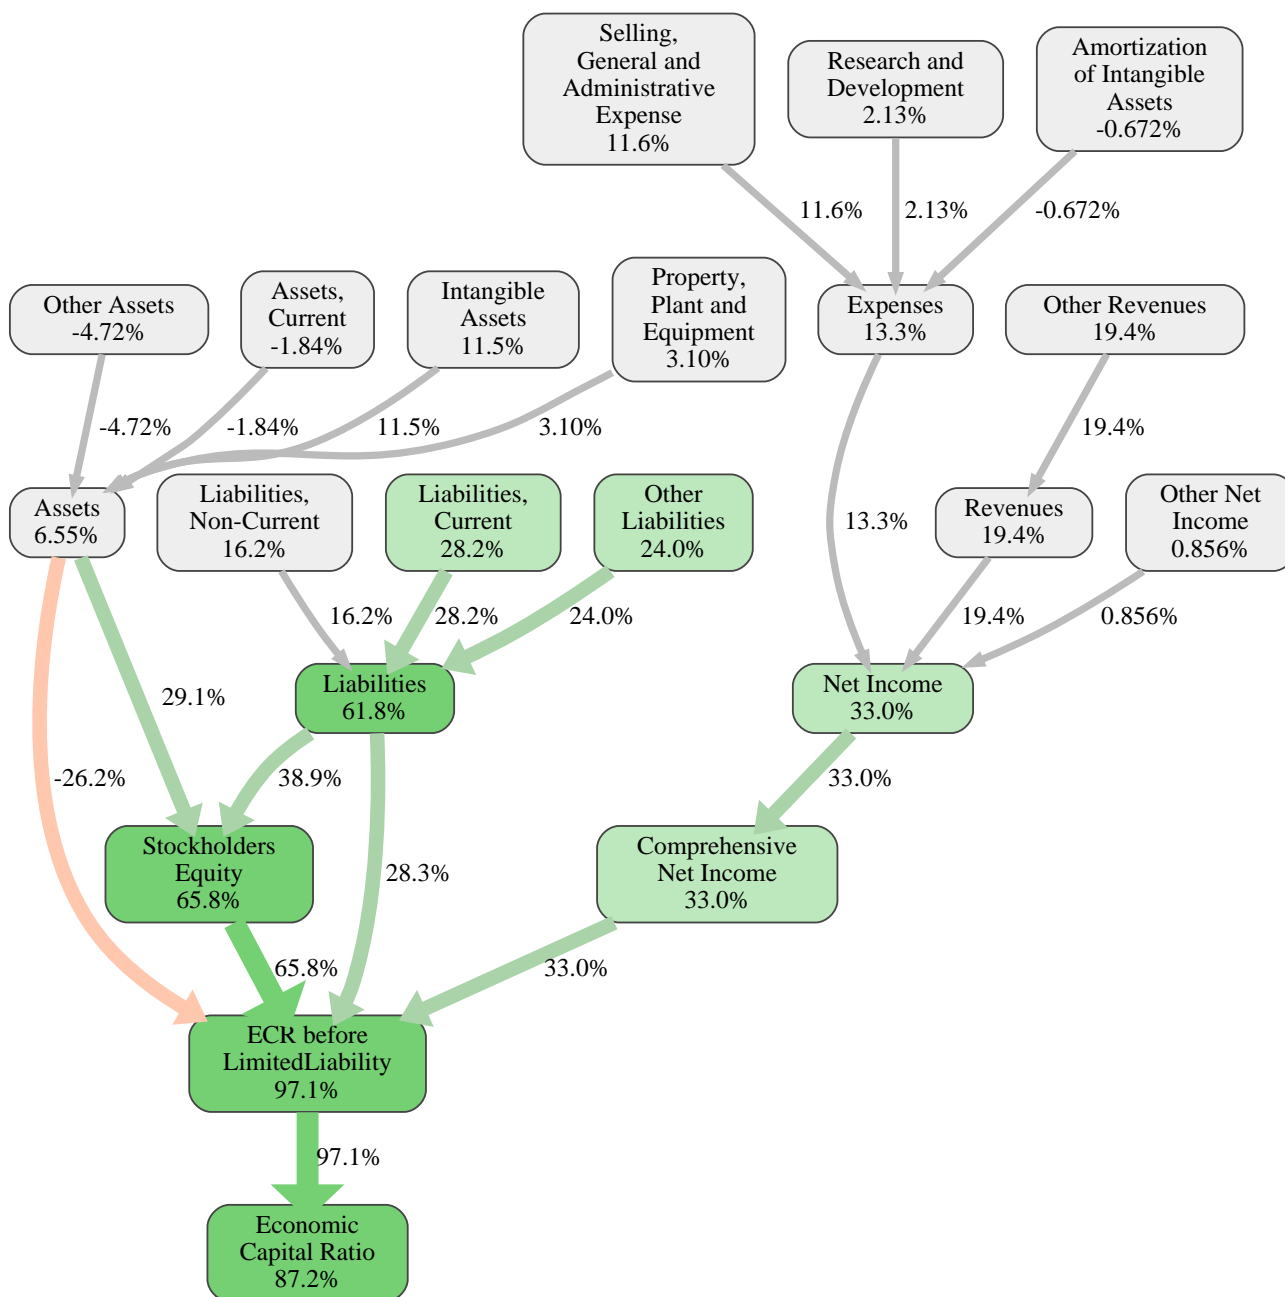 Selling,
General and
Administrative
Expense
11.6%
Research and
Development
2.13%
Amortization
of Intangible
Assets
-0.672%
11.6%
2.13%
-0.672%
Other Assets
-4.72%
Assets,
Current
-1.84%
Intangible
Assets
11.5%
Property,
Plant and
Equipment
3.10%
Expenses
13.3%
Other Revenues
19.4%
-4.72%
-1.84%
11.5%
3.10%
19.4%
Assets
6.55%
Liabilities,
Non-Current
16.2%
Liabilities,
Current
28.2%
Other
Liabilities
24.0%
13.3%
Revenues
19.4%
Other Net
Income
0.856%
16.2%
28.2%
24.0%
19.4%
0.856%
Liabilities
61.8%
Net Income
33.0%
29.1%
-26.2%
38.9%
33.0%
Stockholders
Equity
65.8%
28.3%
Comprehensive
Net Income
33.0%
65.8%
33.0%
ECR before
LimitedLiability
97.1%
97.1%
Economic
Capital Ratio
87.2%